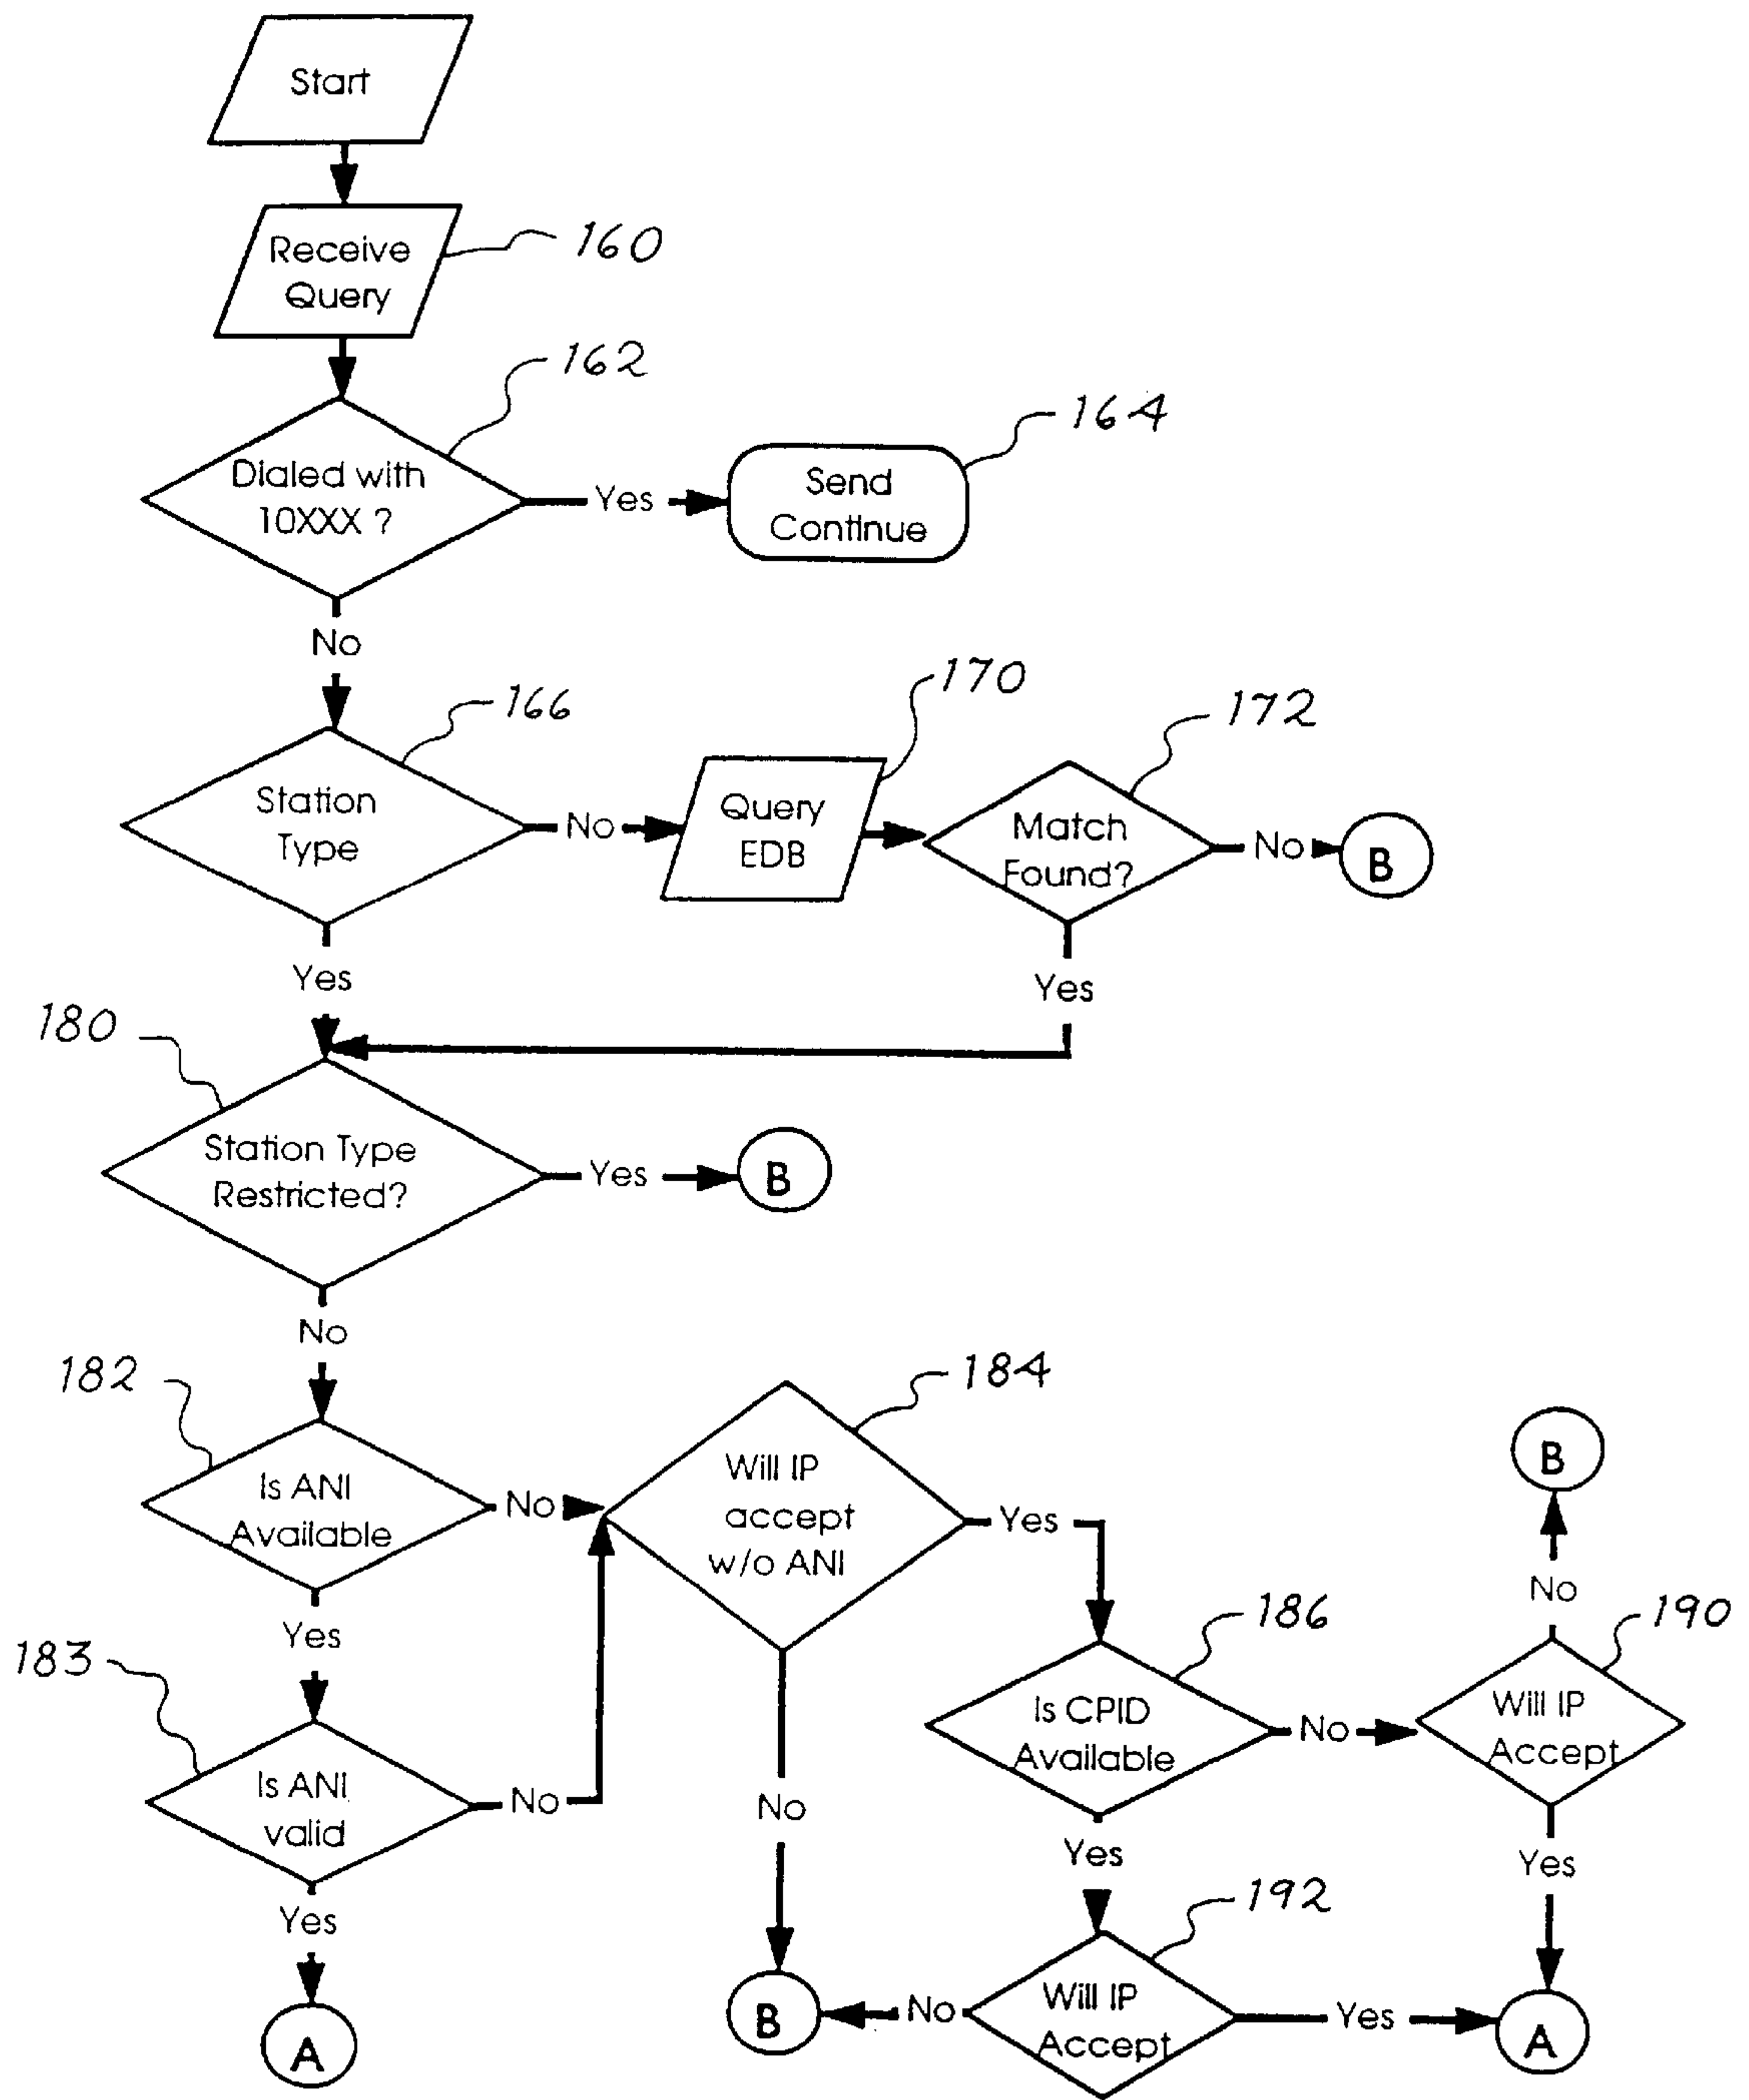 Start
Receive
Query
160
162
Dialed with
10XXX ?
Yes
Send
Continue
164
No
166
Station
Type
No
Query
EDB
170
Match
Found?
172
No
B
Yes
Yes
180
Station Type
Restricted?
Yes
B
No
182
Is ANI
Available
No
Will IP
accept
w/o ANI
184
Yes
B
No
190
Yes
183
Is ANI
valid
No
No
186
Is CPID
Available
No
Will IP
Accept
Yes
Yes
Yes
192
B
No
Will IP
Accept
Yes
A
A